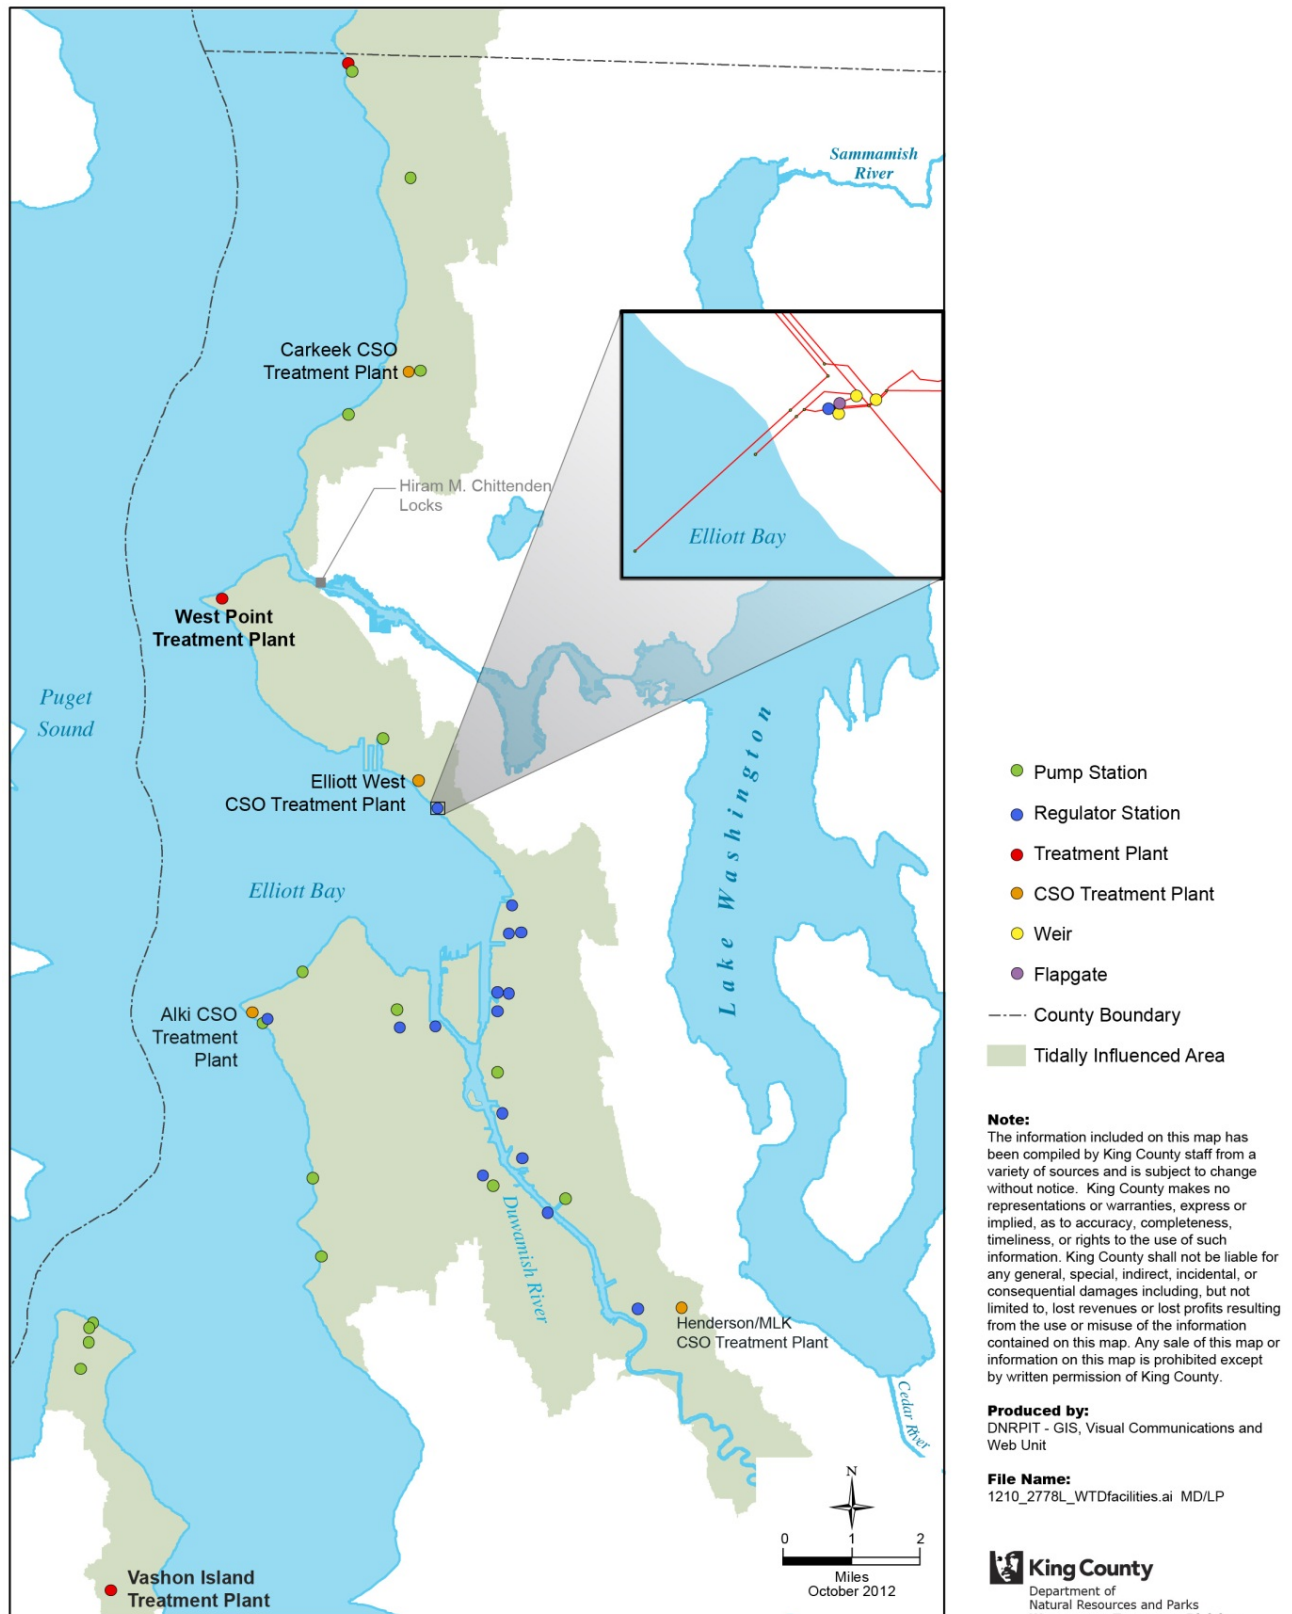 Sammamish
River
Carkeek CSO
Treatment Plant
Hiram M. Chittenden
Locks
Elliott Bay
West Point
Treatment Plant
Puget
Sound
Elliott West
CSO Treatment Plant
Lake Washington
Elliott Bay
Alki CSO
Treatment
Plant
Duwamish River
Henderson/MLK
CSO Treatment Plant
Cedar River
Vashon Island
Treatment Plant
N
0 1 2
Miles
October 2012
Pump Station
Regulator Station
Treatment Plant
CSO Treatment Plant
Weir
Flapgate
County Boundary
Tidally Influenced Area
Note:
The information included on this map has
been compiled by King County staff from a
variety of sources and is subject to change
without notice. King County makes no
representations or warranties, express or
implied, as to accuracy, completeness,
timeliness, or rights to the use of such
information. King County shall not be liable for
any general, special, indirect, incidental, or
consequential damages including, but not
limited to, lost revenues or lost profits resulting
from the use or misuse of the information
contained on this map. Any sale of this map or
information on this map is prohibited except
by written permission of King County.
Produced by:
DNRPIT - GIS, Visual Communications and
Web Unit
File Name:
1210_2778L_WTDfacilities.ai MD/LP
King County
Department of
Natural Resources and Parks